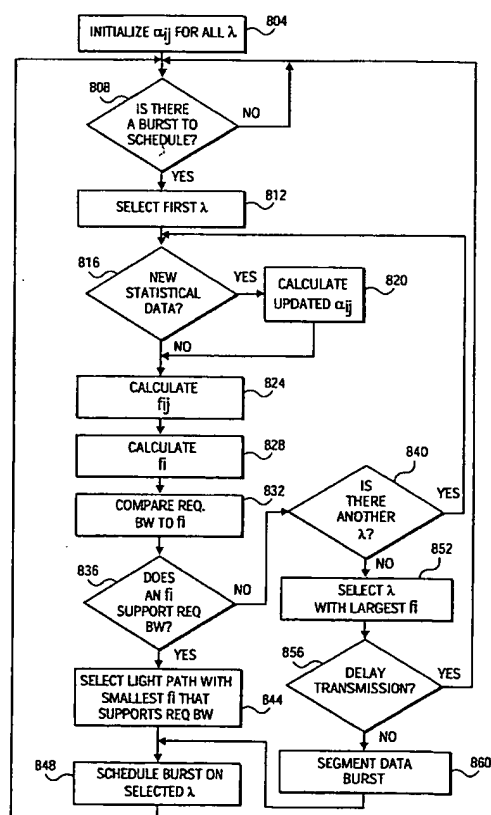 INITIALIZE αij FOR ALL λ
804
808
IS THERE
A BURST TO
SCHEDULE?
NO
YES
SELECT FIRST λ
812
816
NEW
STATISTICAL
DATA?
YES
CALCULATE
UPDATED αij
820
NO
CALCULATE
fij
824
CALCULATE
fi
828
COMPARE REQ.
BW TO fi
832
840
IS
THERE
ANOTHER
λ?
YES
NO
836
DOES
AN fi
SUPPORT REQ
BW?
NO
YES
852
SELECT λ
WITH LARGEST fi
856
DELAY
TRANSMISSION?
YES
NO
SELECT LIGHT PATH WITH
SMALLEST fi THAT
SUPPORTS REQ BW
844
SEGMENT DATA
BURST
860
848
SCHEDULE BURST ON
SELECTED λ